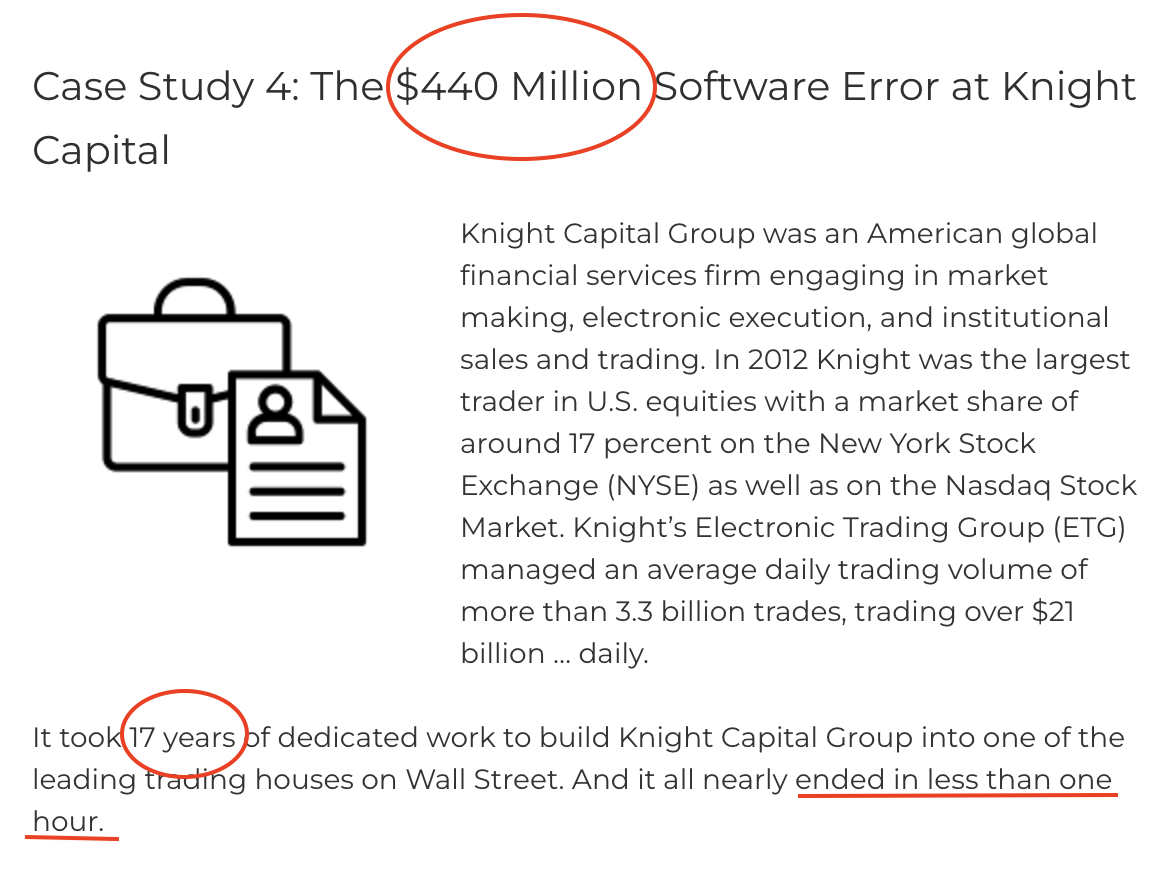 Case Study 4: The $440 Million Software Error at Knight
Capital
Knight Capital Group was an American global
financial services firm engaging in market
making, electronic execution, and institutional
sales and trading. In 2012 Knight was the largest
trader in U.S. equities with a market share of
around 17 percent on the New York Stock
Exchange (NYSE) as well as on the Nasdaq Stock
Market. Knight’s Electronic Trading Group (ETG)
managed an average daily trading volume of
more than 3.3 billion trades, trading over $21
billion … daily.
It took 17 years of dedicated work to build Knight Capital Group into one of the
leading trading houses on Wall Street. And it all nearly ended in less than one
hour.